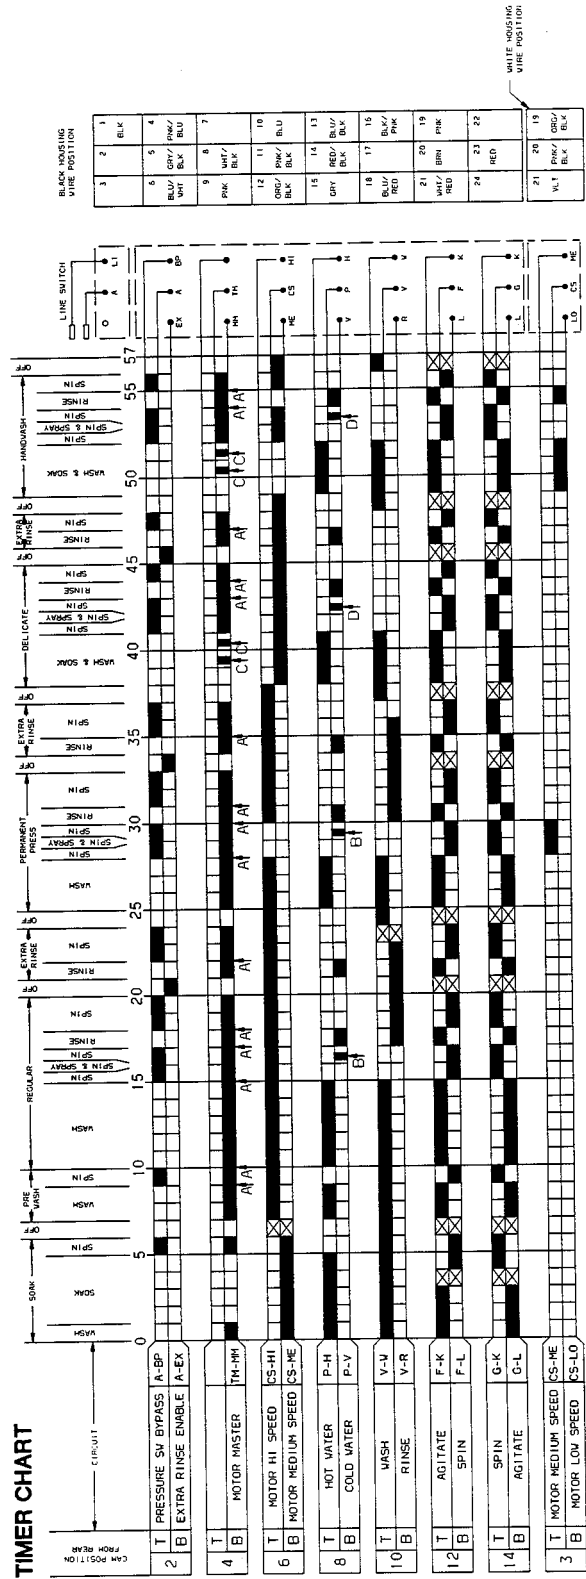 TIMER CHART
CAM POSITION FROM REAR
CIRCUIT
SOAK
PRE WASH
REGULAR
EXTRA RINSE
PERMANENT PRESS
EXTRA RINSE
DELICATE
EXTRA RINSE
HANDWASH
WASH
SOAK
SPIN
OFF
WASH
SPIN
WASH
SPIN
SPIN & SPRAY
SPIN
RINSE
SPIN
OFF
RINSE
SPIN
OFF
WASH
SPIN
SPIN & SPRAY
SPIN
RINSE
SPIN
OFF
RINSE
SPIN
OFF
WASH & SOAK
SPIN
SPIN & SPRAY
SPIN
RINSE
SPIN
OFF
RINSE
SPIN
OFF
WASH & SOAK
SPIN
SPIN & SPRAY
SPIN
RINSE
SPIN
OFF
0 5 10 15 20 25 30 35 40 45 50 55 57
2 T PRESSURE SW BYPASS A-BP
B EXTRA RINSE ENABLE A-EX
4 T
B MOTOR MASTER TM-MM
A A A A A A A A A A C C A A A C C A A
6 T MOTOR HI SPEED CS-HI
B MOTOR MEDIUM SPEED CS-ME
8 T HOT WATER P-H
B COLD WATER P-V
B B D D
10 T WASH V-W
B RINSE V-R
12 T AGITATE F-K
B SPIN F-L
14 T SPIN G-K
B AGITATE G-L
3 T MOTOR MEDIUM SPEED CS-ME
B MOTOR LOW SPEED CS-LO
LINE SWITCH
A LI
EX A BP
MM TM
ME CS HI
V P H
R V W
L F K
L G K
LO CS ME
BLACK HOUSING WIRE POSITION
3 2 1 BLK
6 BLU/WHT 5 GRY/BLK 4 PNK/BLU
9 PNK 8 WHT/BLK 7
12 ORG/BLK 11 PNK/BLK 10 BLU
15 GRY 14 RED/BLK 13 BLU/BLK
18 BLU/RED 17 16 BLK/PNK
21 WHT/RED 20 BRN 19 PNK
24 23 RED 22
WHITE HOUSING WIRE POSITION
21 VLT 20 PNK/BLK 19 ORG/BLK